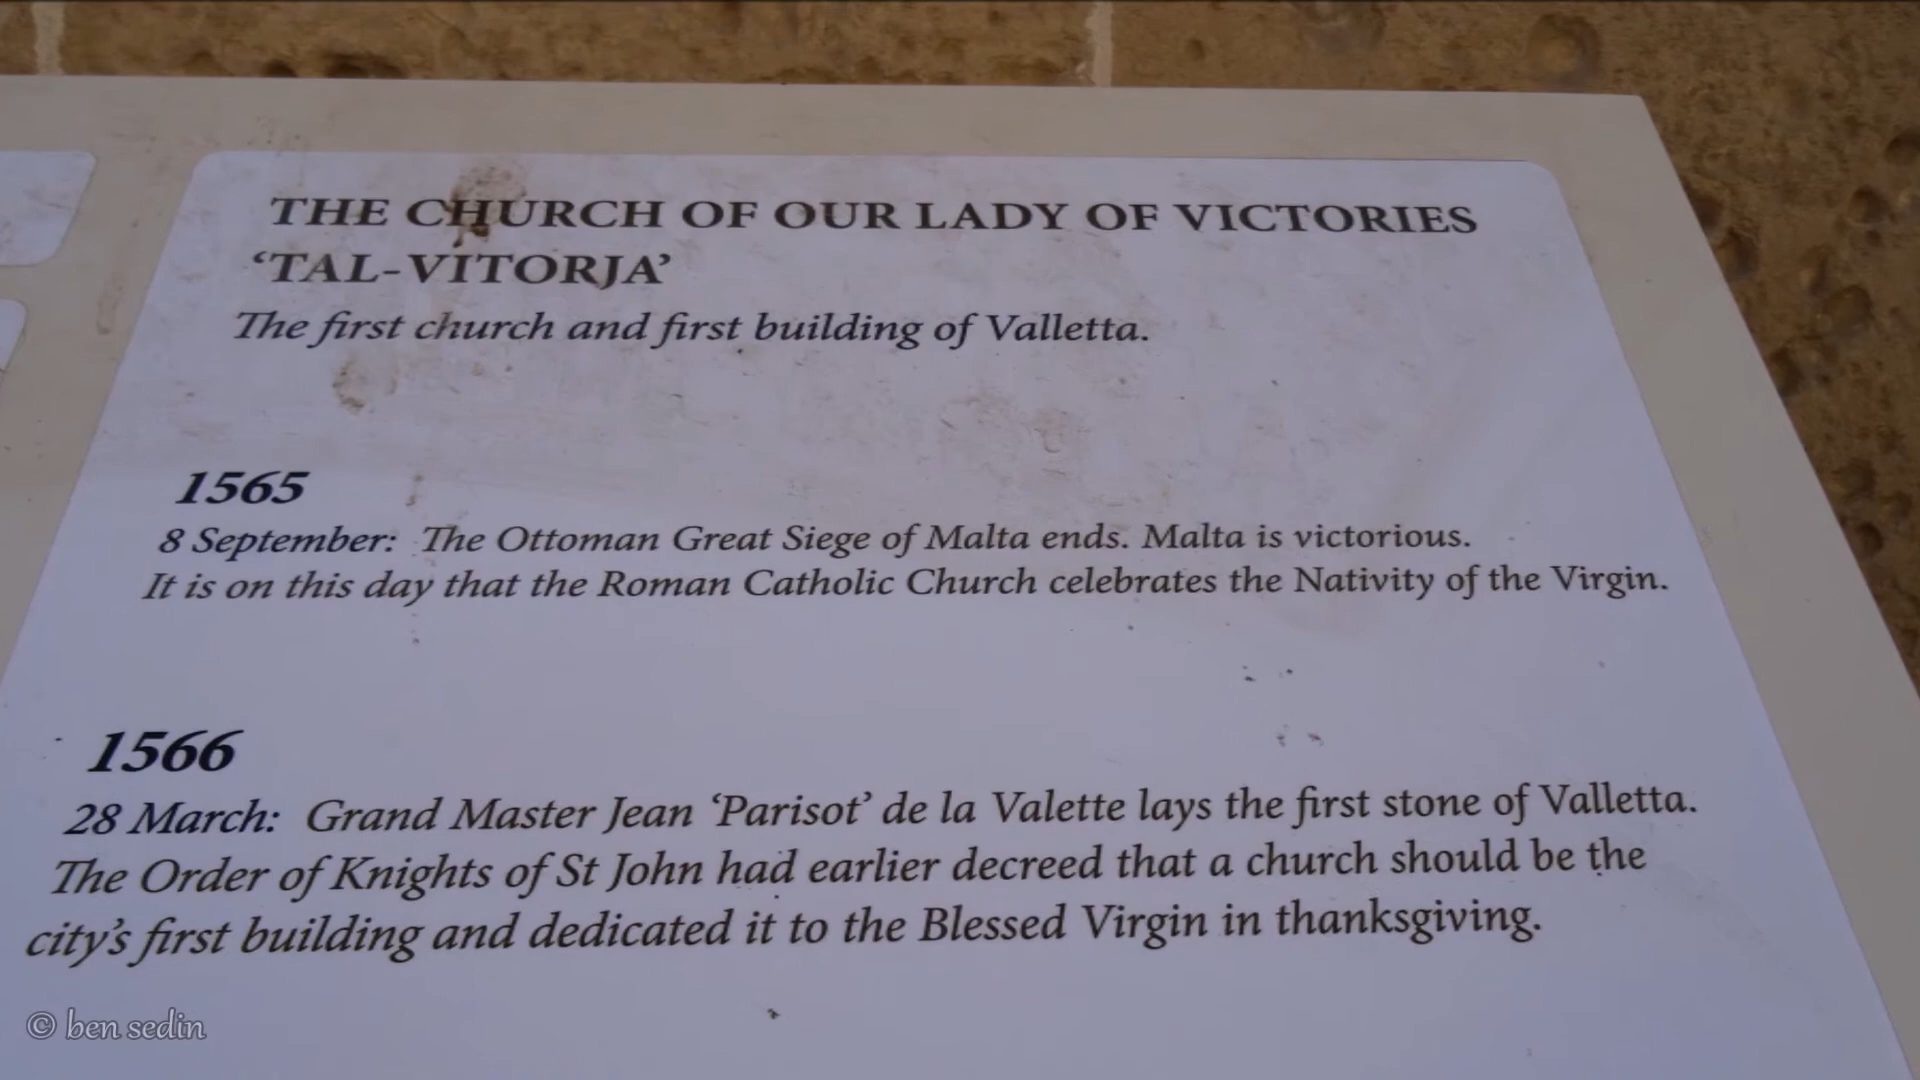 THE CHURCH OF OUR LADY OF VICTORIES
‘TAL-VITORJA’
The first church and first building of Valletta.
1565
8 September: The Ottoman Great Siege of Malta ends. Malta is victorious.
It is on this day that the Roman Catholic Church celebrates the Nativity of the Virgin.
1566
28 March: Grand Master Jean ‘Parisot’ de la Valette lays the first stone of Valletta.
The Order of Knights of St John had earlier decreed that a church should be the
city’s first building and dedicated it to the Blessed Virgin in thanksgiving.
© ben sedin